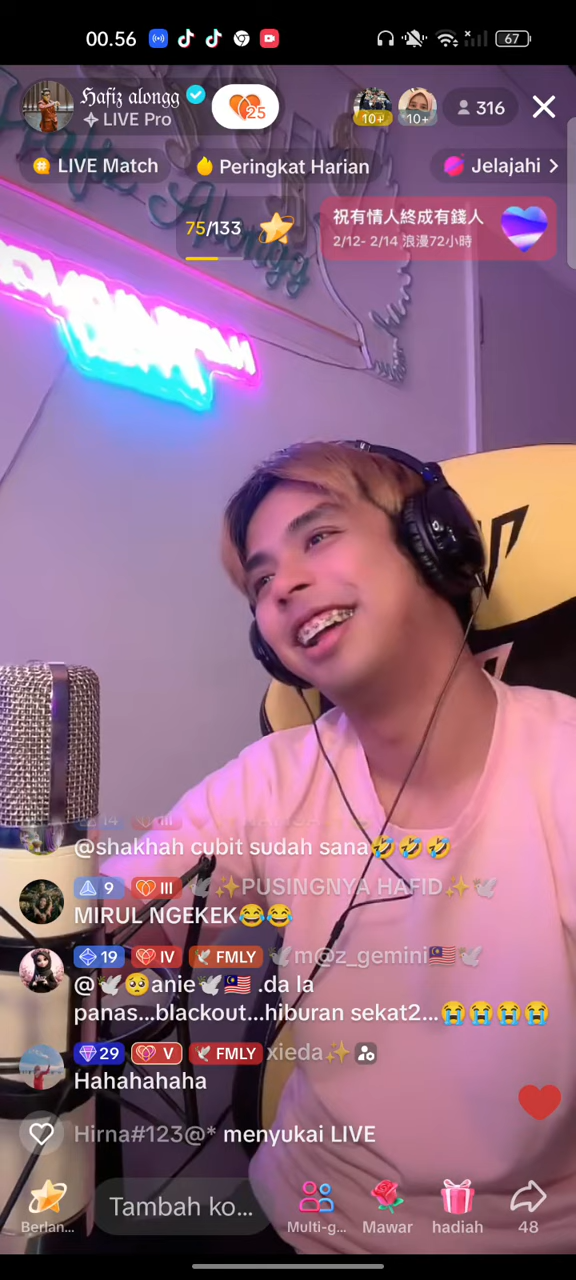 00.56
67
Hafiz alongg
LIVE Pro
25
10+
10+
316
LIVE Match
Peringkat Harian
Jelajahi >
75/133
祝有情人終成有錢人
2/12- 2/14 浪漫72小時
@shakhah cubit sudah sana🤣🤣🤣
9 III 🕊️✨PUSINGNYA HAFID✨🕊️
MIRUL NGEKEK😂😂
19 IV FMLY 🕊️m@z_gemini🇲🇾🕊️
@🕊️🥺anie🕊️🇲🇾 .da la
panas...blackout...hiburan sekat2...😭😭😭😭
29 V FMLY xieda✨
Hahahahaha
Hirna#123@* menyukai LIVE
Tambah ko...
Berlan...
Multi-g...
Mawar
hadiah
48